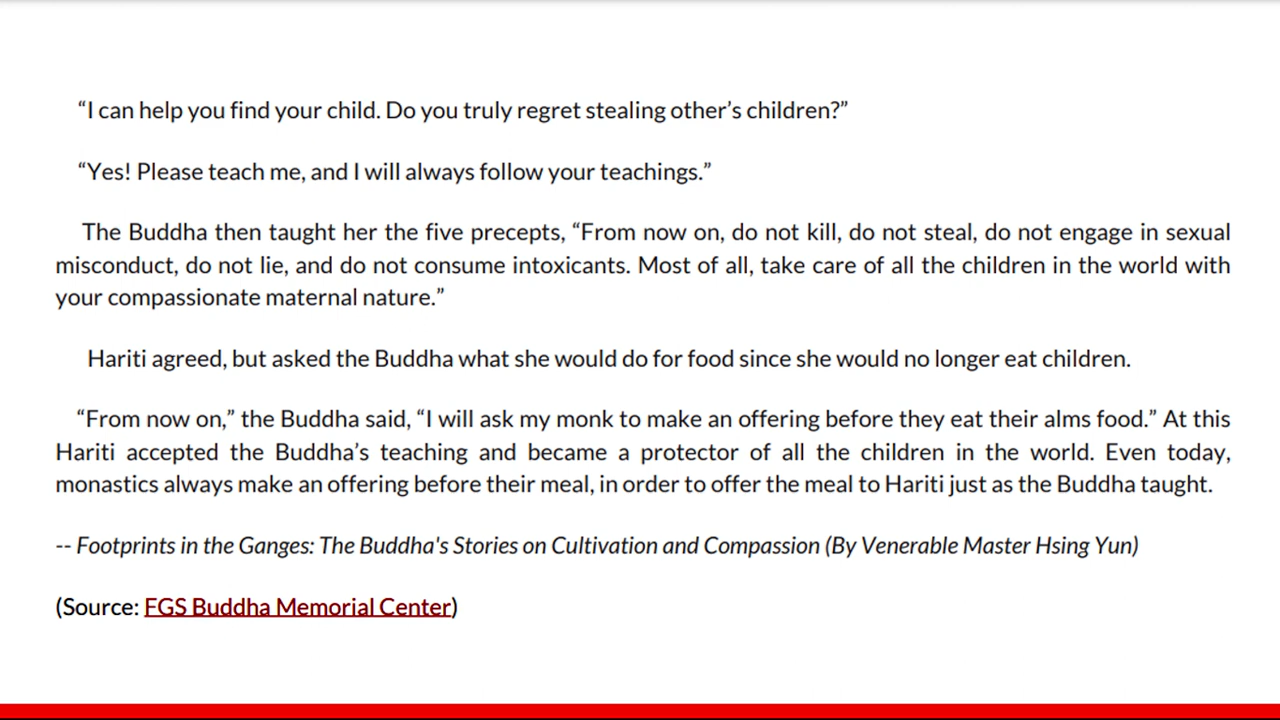 “I can help you find your child. Do you truly regret stealing other’s children?”
“Yes! Please teach me, and I will always follow your teachings.”
The Buddha then taught her the five precepts, “From now on, do not kill, do not steal, do not engage in sexual
misconduct, do not lie, and do not consume intoxicants. Most of all, take care of all the children in the world with
your compassionate maternal nature.”
Hariti agreed, but asked the Buddha what she would do for food since she would no longer eat children.
“From now on,” the Buddha said, “I will ask my monk to make an offering before they eat their alms food.” At this
Hariti accepted the Buddha’s teaching and became a protector of all the children in the world. Even today,
monastics always make an offering before their meal, in order to offer the meal to Hariti just as the Buddha taught.
-- Footprints in the Ganges: The Buddha's Stories on Cultivation and Compassion (By Venerable Master Hsing Yun)
(Source: FGS Buddha Memorial Center)